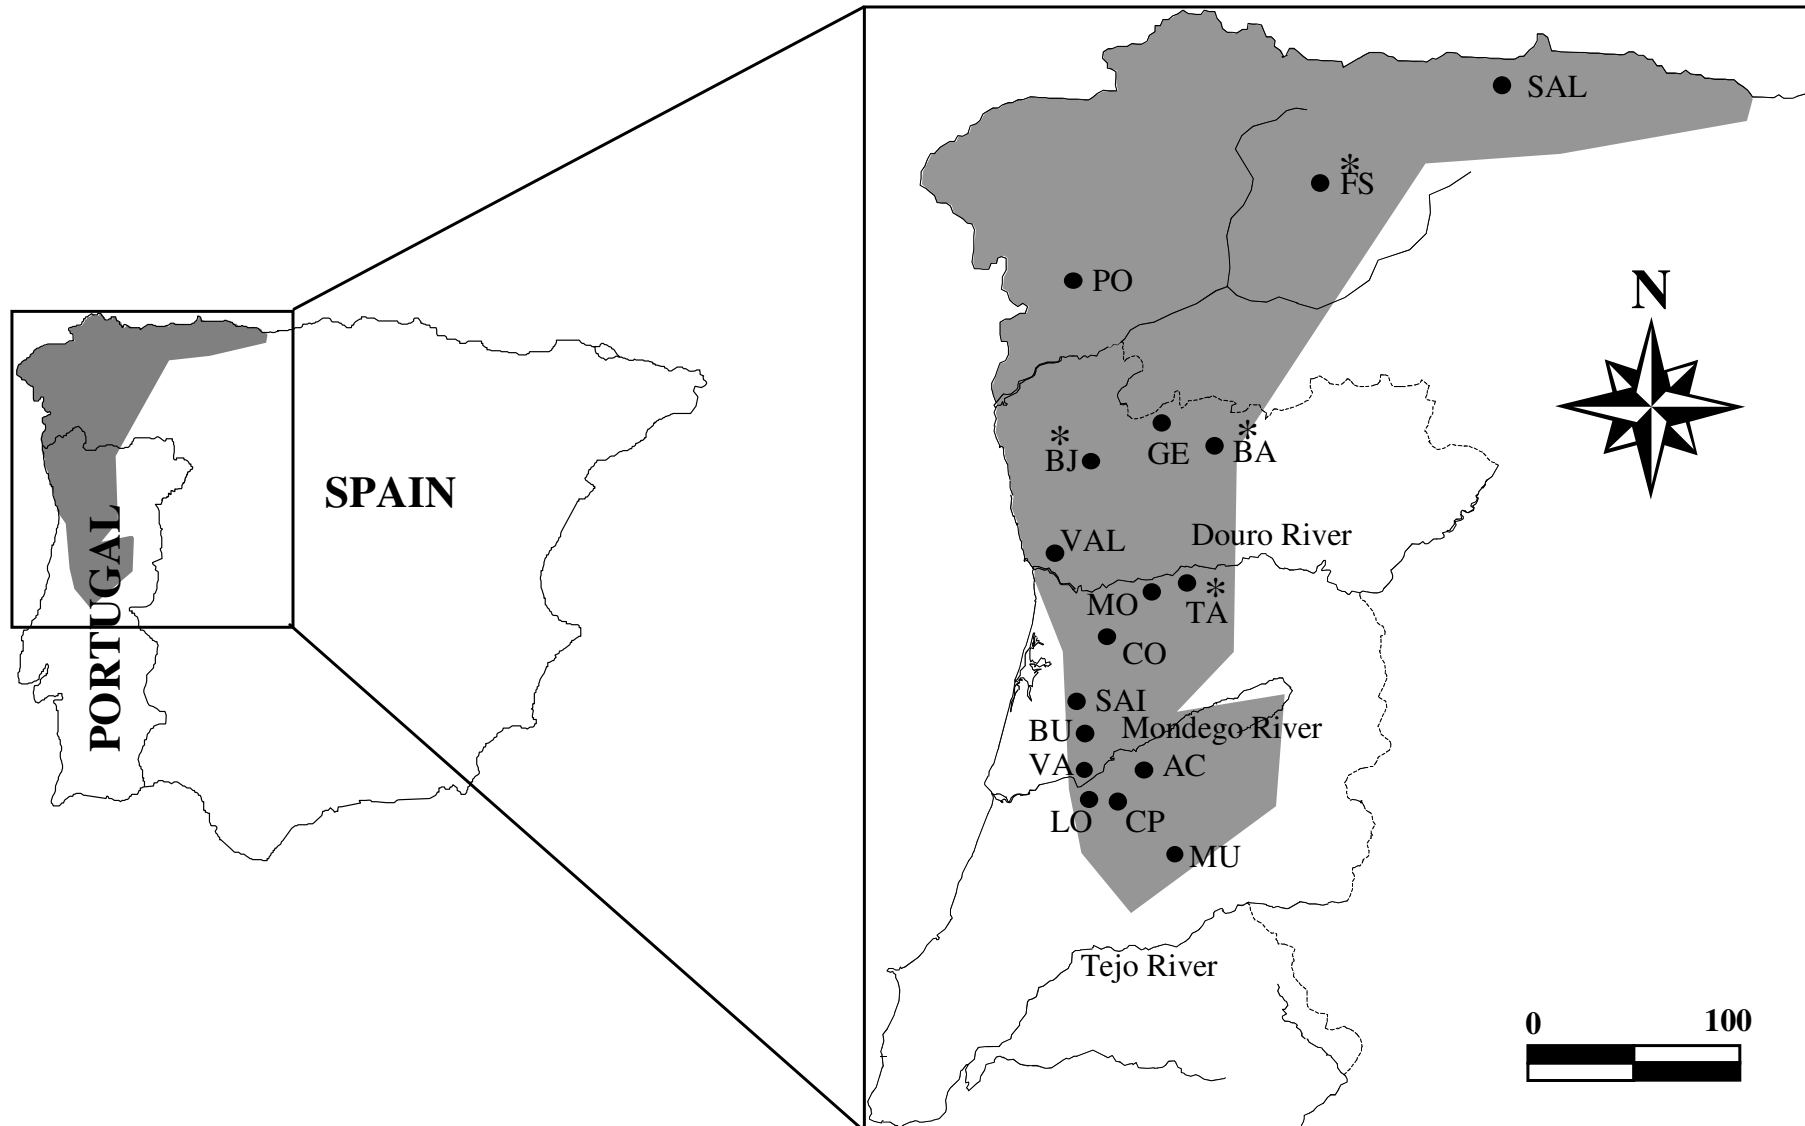 SPAIN
PORTUGAL
SAL
*
FS
PO
N
*
BJ
GE
*
BA
VAL
Douro River
MO
TA *
CO
SAI
BU
Mondego River
VA
AC
LO
CP
MU
Tejo River
0 100